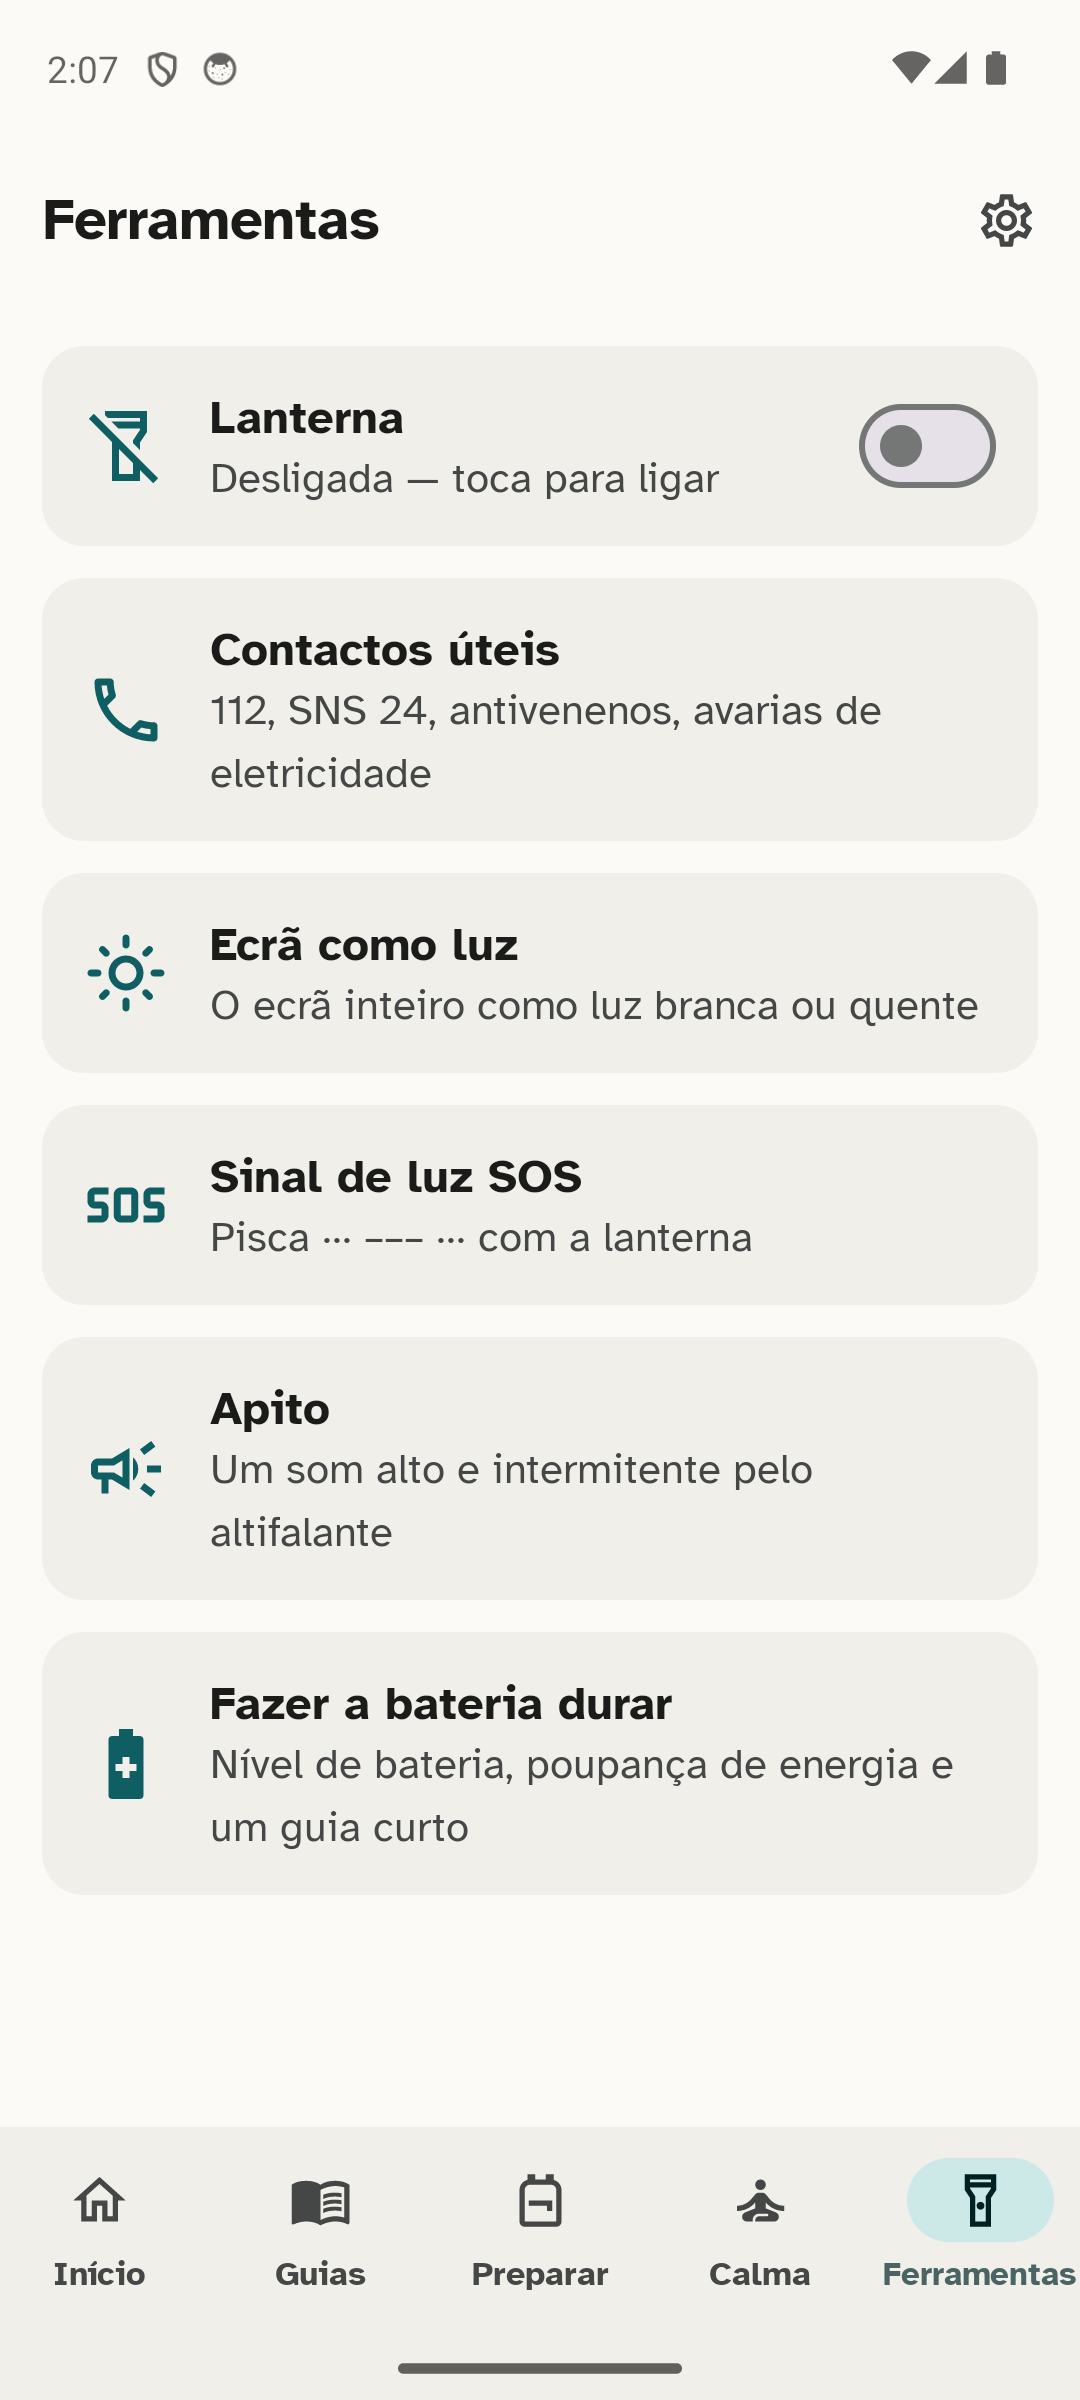 2:07
Ferramentas
Lanterna
Desligada — toca para ligar
Contactos úteis
112, SNS 24, antivenenos, avarias de
eletricidade
Ecrã como luz
O ecrã inteiro como luz branca ou quente
SOS
Sinal de luz SOS
Pisca ··· −−− ··· com a lanterna
Apito
Um som alto e intermitente pelo
altifalante
Fazer a bateria durar
Nível de bateria, poupança de energia e
um guia curto
Início
Guias
Preparar
Calma
Ferramentas